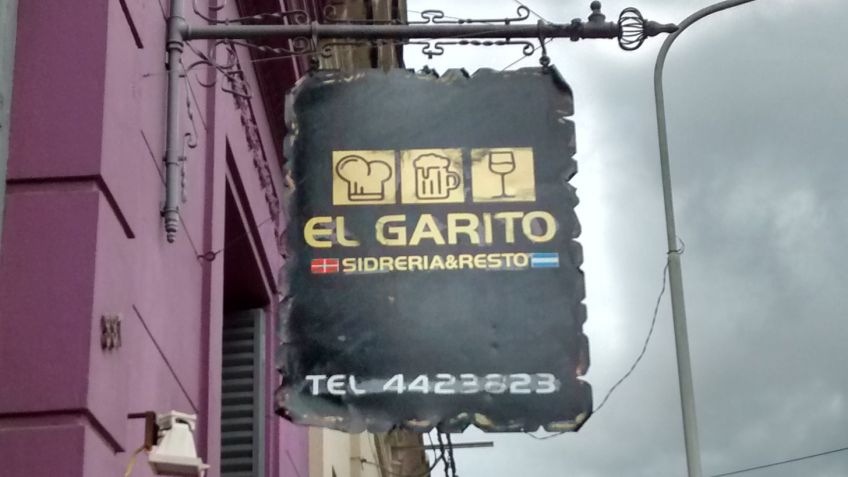 EL GARITO
SIDRERIA&RESTO
TEL 4423823